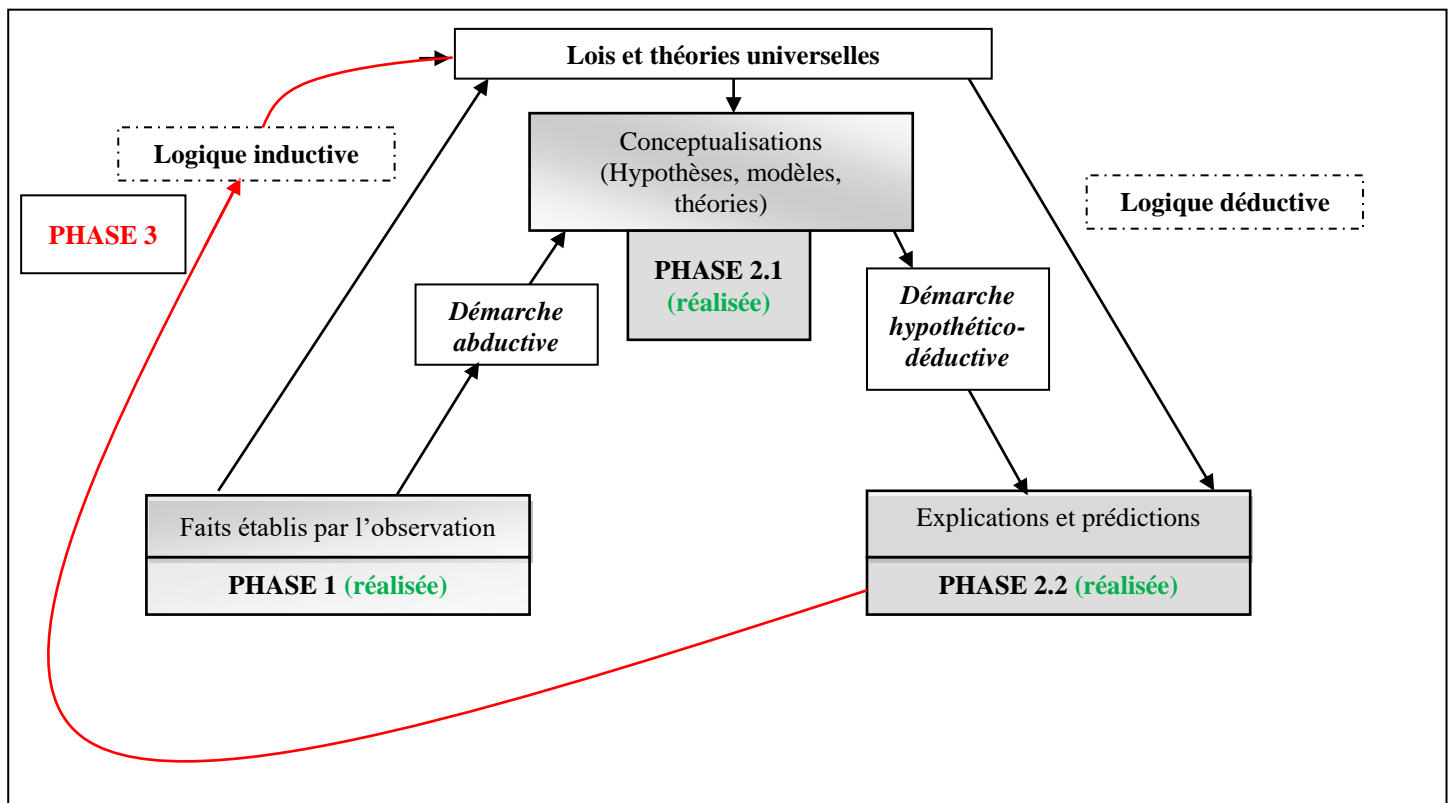 Lois et théories universelles
Conceptualisations
(Hypothèses, modèles,
théories)
Logique inductive
Logique déductive
PHASE 3
PHASE 2.1
(réalisée)
Démarche
abductive
Démarche
hypothético-
déductive
Faits établis par l’observation
PHASE 1 (réalisée)
Explications et prédictions
PHASE 2.2 (réalisée)